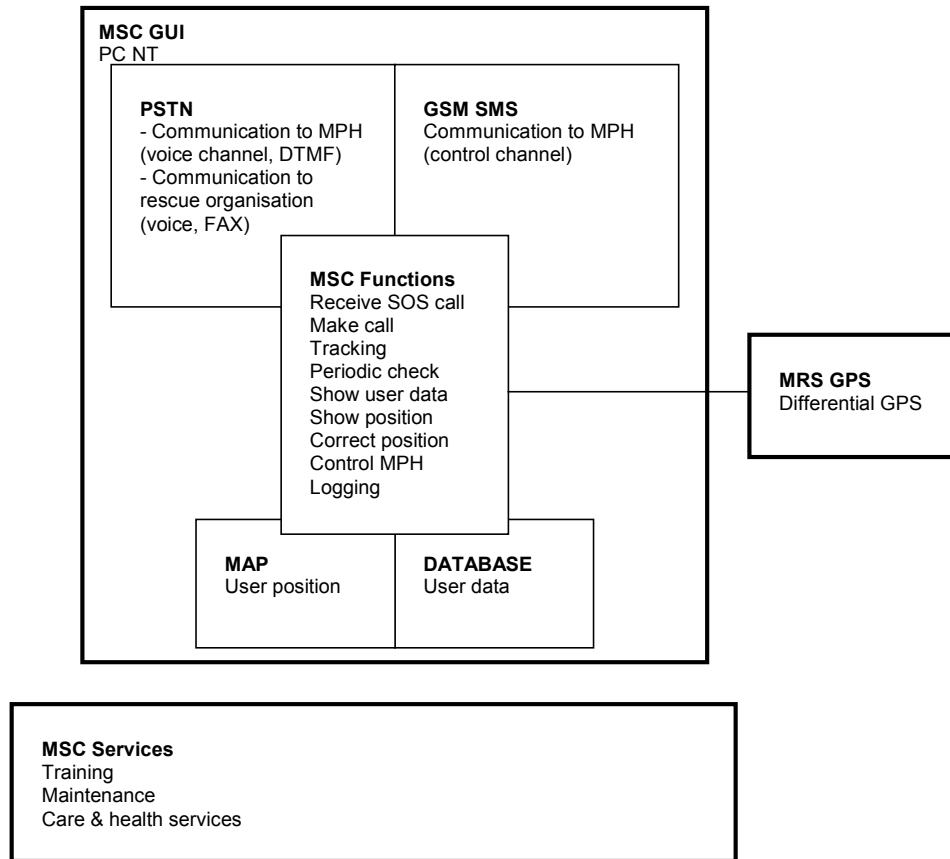 MSC GUI
PC NT
PSTN
- Communication to MPH
(voice channel, DTMF)
- Communication to
rescue organisation
(voice, FAX)
GSM SMS
Communication to MPH
(control channel)
MSC Functions
Receive SOS call
Make call
Tracking
Periodic check
Show user data
Show position
Correct position
Control MPH
Logging
MRS GPS
Differential GPS
MAP
User position
DATABASE
User data
MSC Services
Training
Maintenance
Care & health services